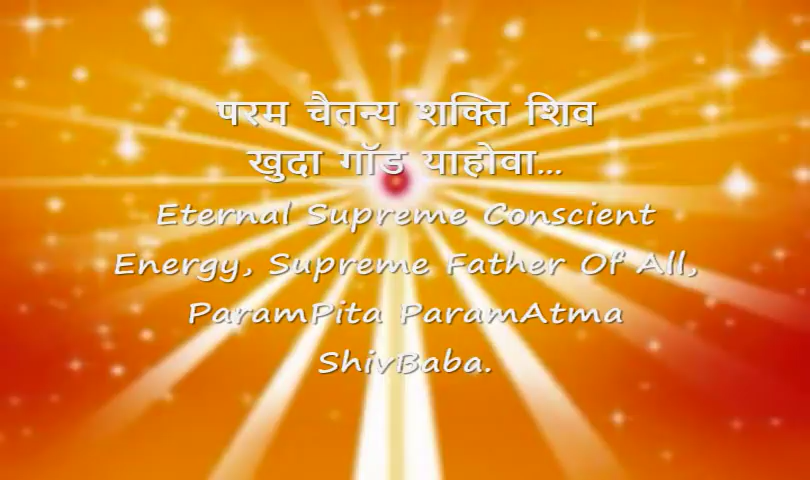 परम चैतन्य शक्ति शिव
खुदा गॉड याहोवा...
Eternal Supreme Conscient
Energy, Supreme Father Of All,
ParamPita ParamAtma
ShivBaba.